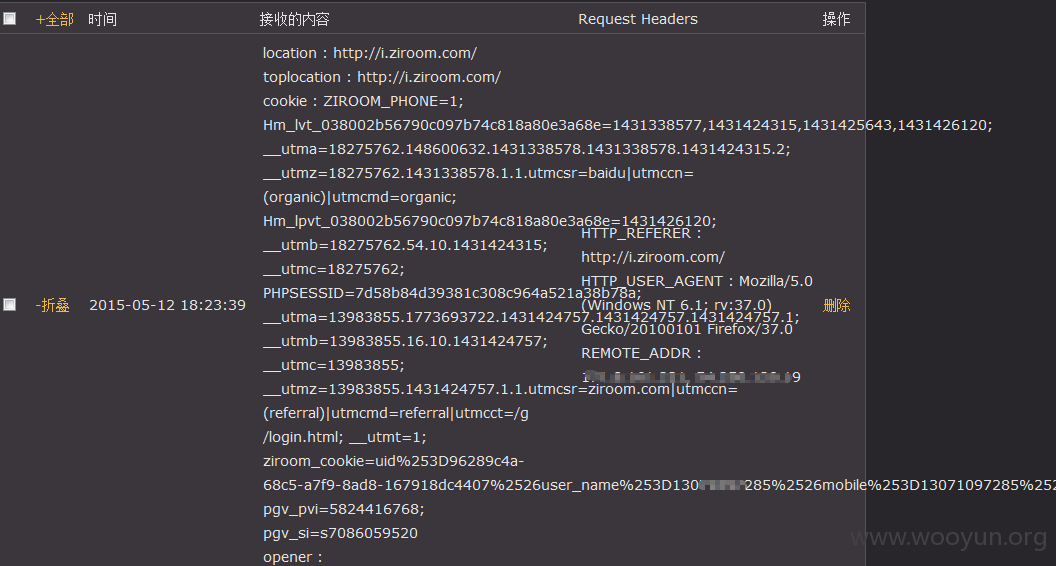 +全部 时间 接收的内容 Request Headers 操作
location : http://i.ziroom.com/
toplocation : http://i.ziroom.com/
cookie : ZIROOM_PHONE=1;
Hm_lvt_038002b56790c097b74c818a80e3a68e=1431338577,1431424315,1431425643,1431426120;
__utma=18275762.148600632.1431338578.1431338578.1431424315.2;
__utmz=18275762.1431338578.1.1.utmcsr=baidu|utmccn=
(organic)|utmcmd=organic;
Hm_lpvt_038002b56790c097b74c818a80e3a68e=1431426120;
__utmb=18275762.54.10.1431424315;
__utmc=18275762;
PHPSESSID=7d58b84d39381c308c964a521a38b78a;
__utma=13983855.1773693722.1431424757.1431424757.1431424757.1;
__utmb=13983855.16.10.1431424757;
__utmc=13983855;
__utmz=13983855.1431424757.1.1.utmcsr=ziroom.com|utmccn=
(referral)|utmcmd=referral|utmcct=/g
/login.html; __utmt=1;
ziroom_cookie=uid%253D96289c4a-
68c5-a7f9-8ad8-167918dc4407%2526user_name%253D130 285%2526mobile%253D13071097285%252
pgv_pvi=5824416768;
pgv_si=s7086059520
opener :
-折叠 2015-05-12 18:23:39
HTTP_REFERER :
http://i.ziroom.com/
HTTP_USER_AGENT : Mozilla/5.0
(Windows NT 6.1; rv:37.0)
Gecko/20100101 Firefox/37.0
REMOTE_ADDR :
删除
www.wooyun.org